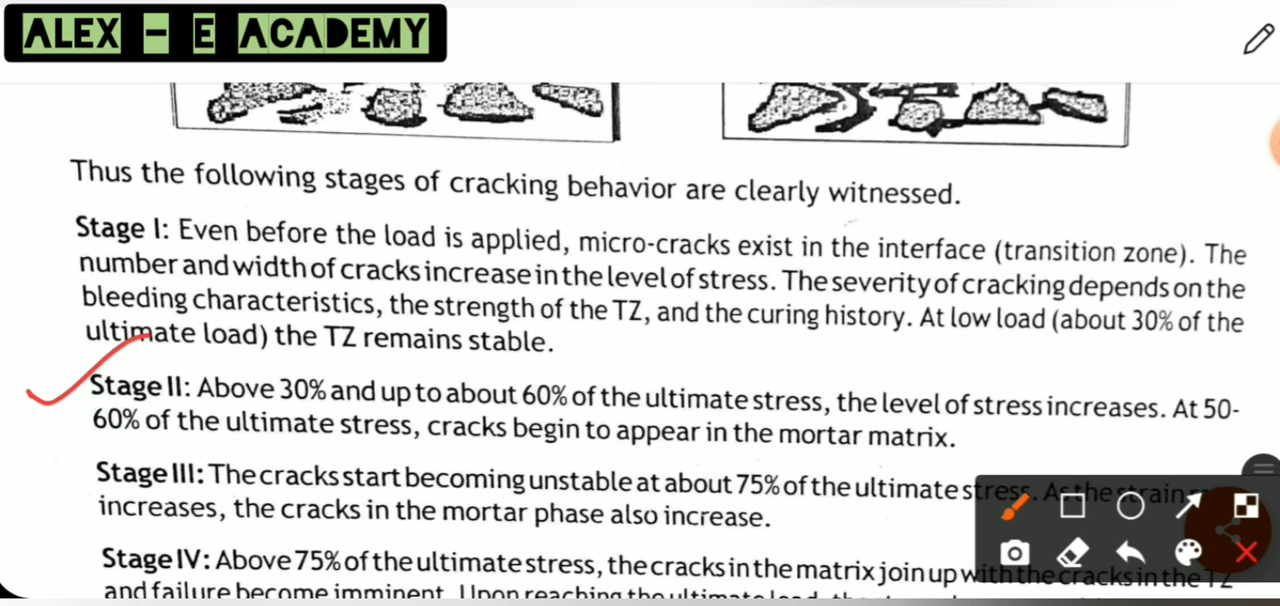 ALEX - E ACADEMY
Thus the following stages of cracking behavior are clearly witnessed.
Stage I: Even before the load is applied, micro-cracks exist in the interface (transition zone). The
number and width of cracks increase in the level of stress. The severity of cracking depends on the
bleeding characteristics, the strength of the TZ, and the curing history. At low load (about 30% of the
ultimate load) the TZ remains stable.
Stage II: Above 30% and up to about 60% of the ultimate stress, the level of stress increases. At 50-
60% of the ultimate stress, cracks begin to appear in the mortar matrix.
Stage III: The cracks start becoming unstable at about 75% of the ultimate stress. As the strain
increases, the cracks in the mortar phase also increase.
Stage IV: Above 75% of the ultimate stress, the cracks in the matrix join up with the cracks in the TZ
and failure become imminent. Upon reaching the ultimate load, the